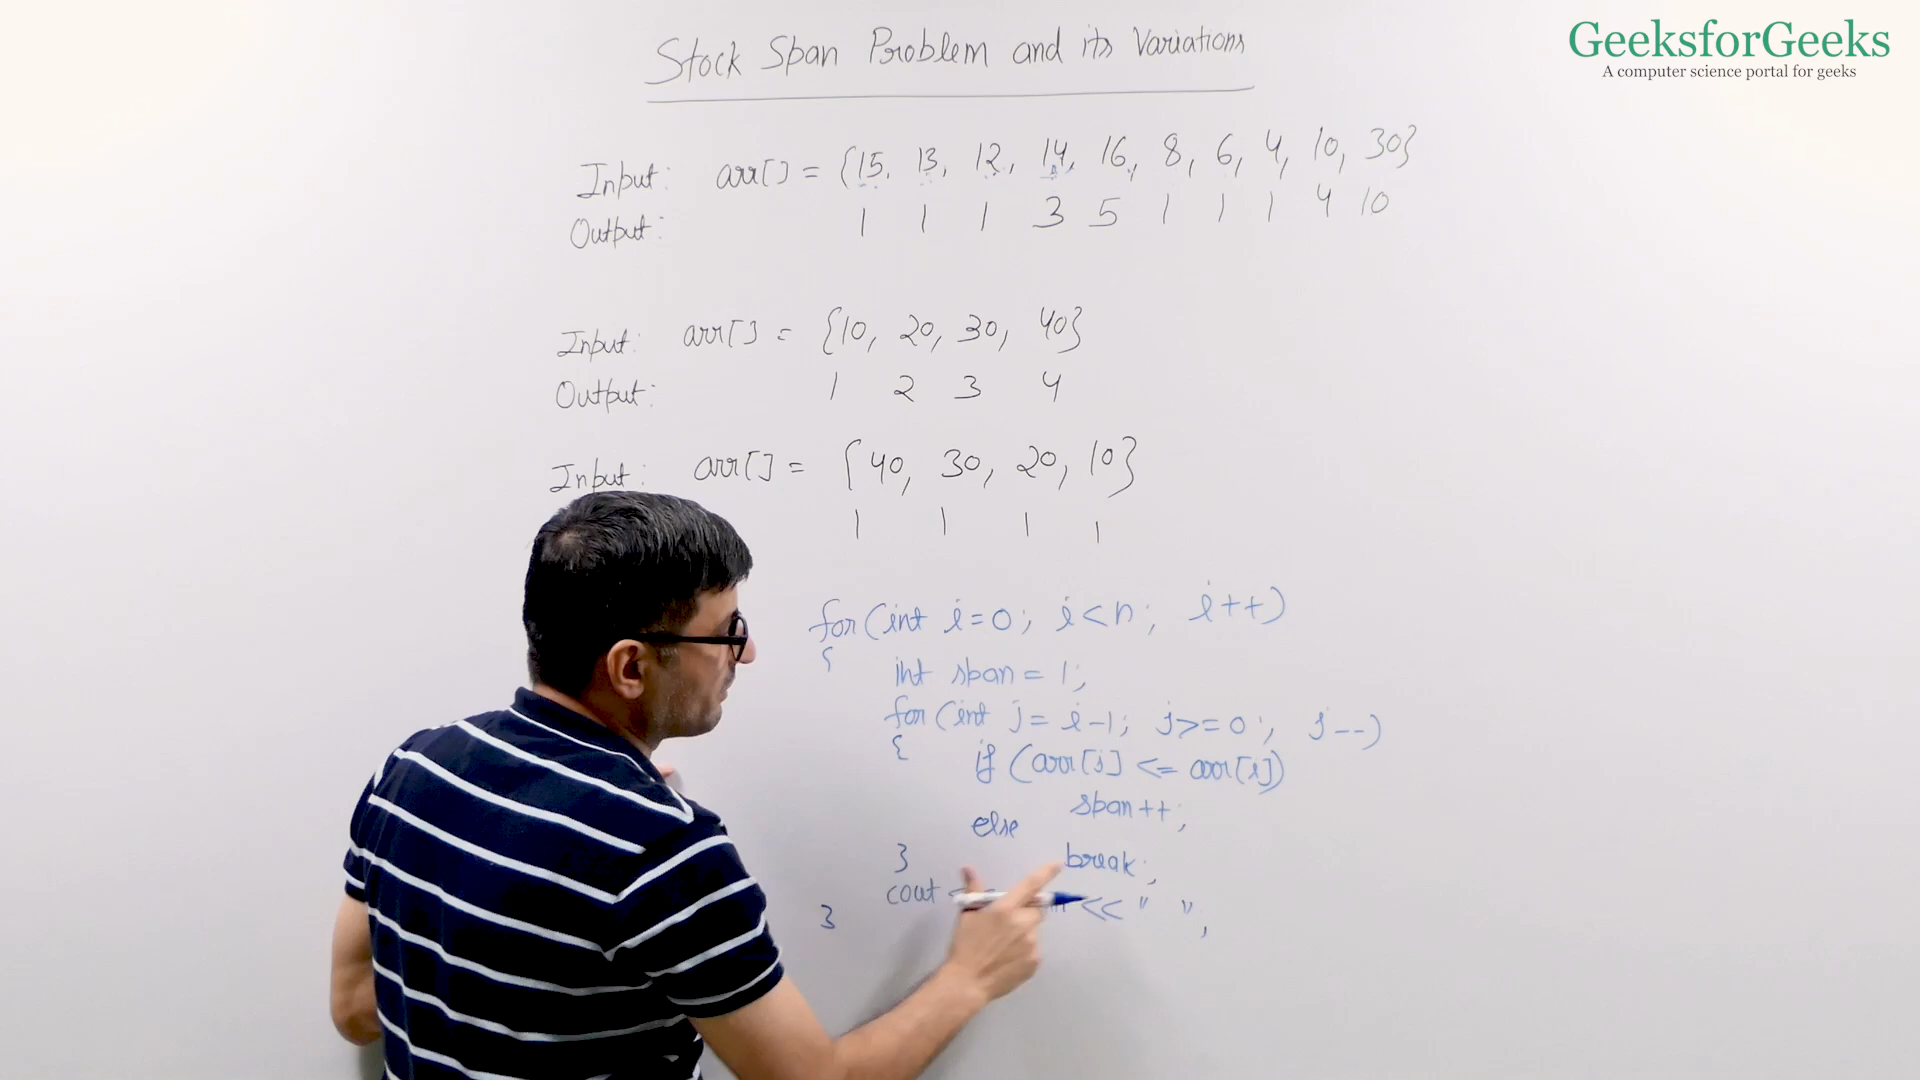 GeeksforGeeks
A computer science portal for geeks
Stock Span Problem and its Variations
Input: arr[] = {15, 13, 12, 14, 16, 8, 6, 4, 10, 30}
Output: 1 1 1 3 5 1 1 1 4 10
Input: arr[] = {10, 20, 30, 40}
Output: 1 2 3 4
Input: arr[] = {40, 30, 20, 10}
1 1 1 1
for (int i=0; i<n; i++)
{
int span = 1;
for (int j= i-1; j>=0; j--)
{
if (arr[j] <= arr[i])
span++;
else
break;
}
cout << " ";
}